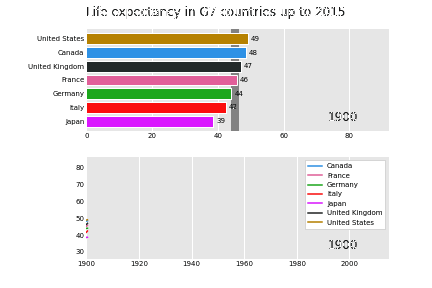 Life expectancy in G7 countries up to 2015
United States 49
Canada 48
United Kingdom 47
France 46
Germany 44
Italy
Japan 39
1900
0 20 40 60 80
80
70
60
50
40
30
Canada
France
Germany
Italy
Japan
United Kingdom
United States
1900
1900 1920 1940 1960 1980 2000